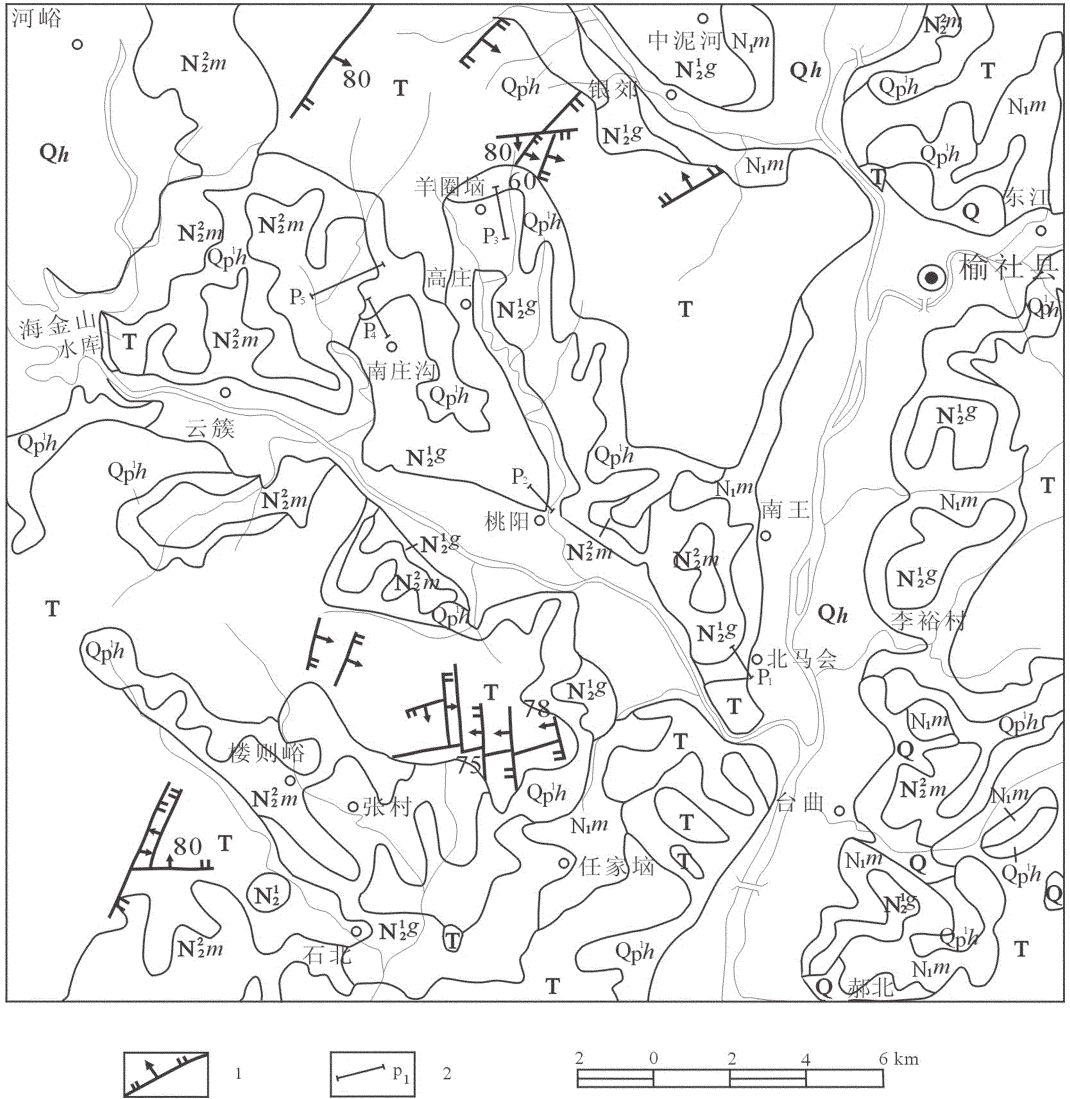 河峪
N₂²m
80
T
Qp¹h
中泥河
N₁m
N₂¹g
Qh
N₂²m
T
Qp¹h
银郊
N₁m
Qh
N₂¹g
80
60
羊圈垴
N₁m
T
Qp¹h
Q
东江
N₂²m
N₂²m
Qp¹h
P₃
Qp¹h
榆社县
P₅
高庄
N₂¹g
T
Qp¹h
海金山
水库
T
N₂²m
P₄
南庄沟
Qp¹h
N₂¹g
云簇
Qp¹h
Qp¹h
N₂¹g
Qp¹h
N₂²m
P₂
N₁m
N₁m
T
桃阳
南王
N₂¹g
N₂²m
N₂²m
N₂²m
N₂¹g
T
Qp¹h
N₂¹g
Qh
李裕村
Qp¹h
北马会
P₁
T
N₂¹g
T
78
N₁m
Qp¹h
Q
楼则峪
75
T
N₂²m
张村
Qp¹h
N₁m
台曲
N₂²m
N₁m
T
80
T
任家垴
T
N₁m
Q
Qp¹h
N₂¹
N₂¹g
Q
N₂²m
石北
N₂¹g
T
Qp¹h
Qp¹h
N₁m
T
T
Q
郝北
1
P₁
2
2 0 2 4 6 km